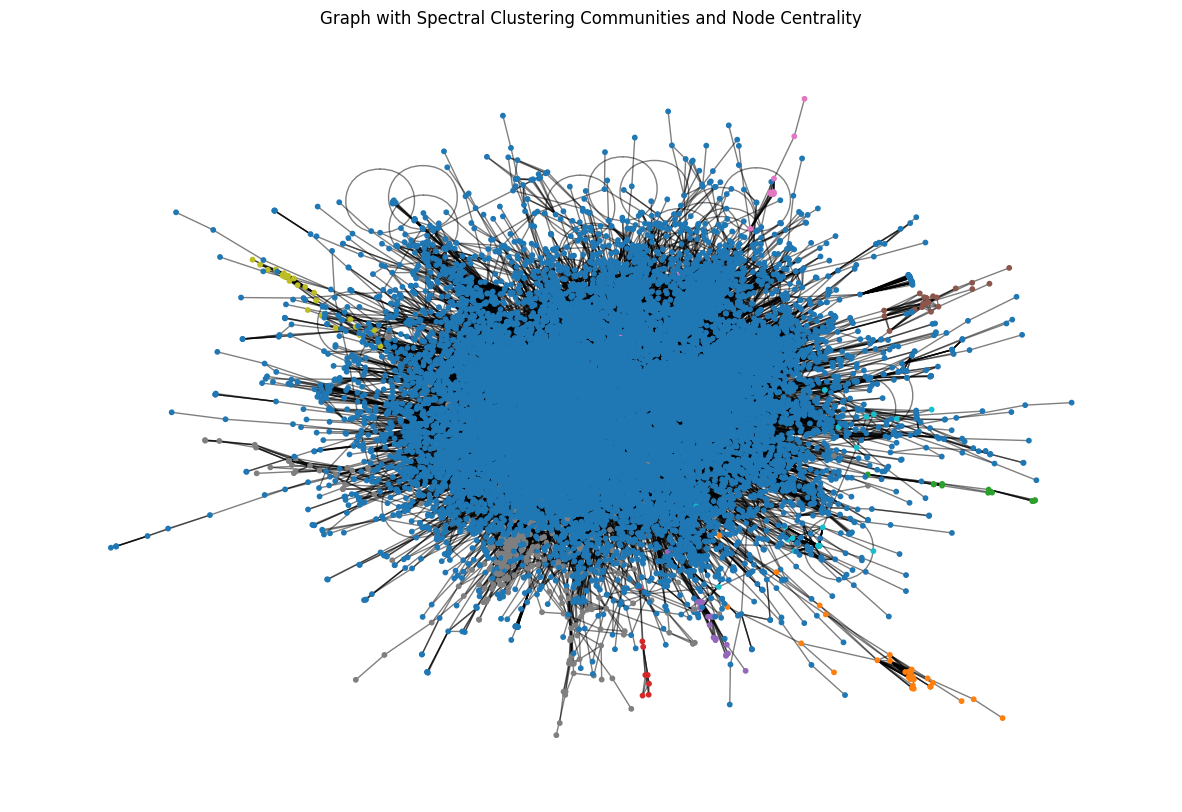 Graph with Spectral Clustering Communities and Node Centrality